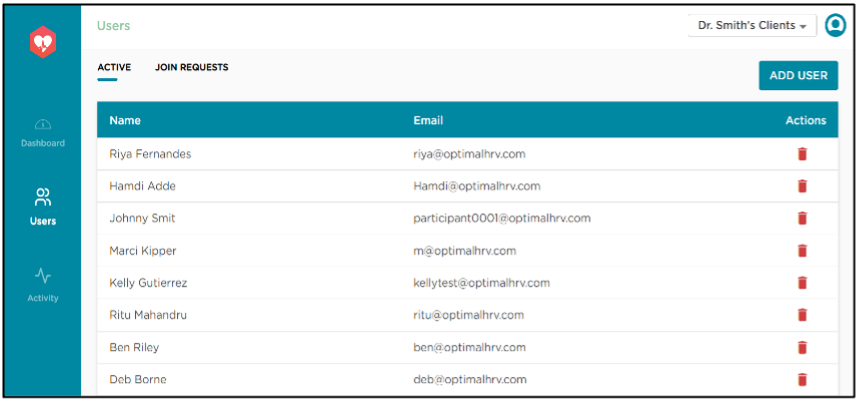 Users
Dr. Smith's Clients
ACTIVE JOIN REQUESTS
ADD USER
Name Email Actions
Riya Fernandes riya@optimalhrv.com
Hamdi Adde Hamdi@optimalhrv.com
Johnny Smit participant0001@optimalhrv.com
Marci Kipper m@optimalhrv.com
Kelly Gutierrez kellytest@optimalhrv.com
Ritu Mahandru ritu@optimalhrv.com
Ben Riley ben@optimalhrv.com
Deb Borne deb@optimalhrv.com
Dashboard
Users
Activity